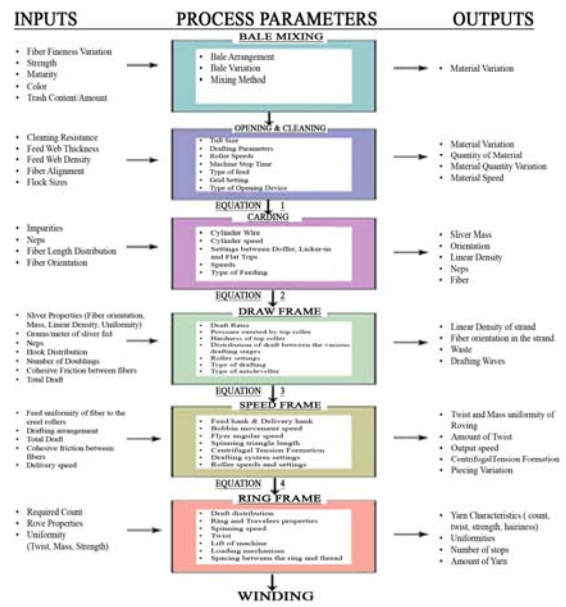 INPUTS
PROCESS PARAMETERS
OUTPUTS
BALE MIXING
• Fiber Fineness Variation
• Strength
• Maturity
• Color
• Trash Content/Amount
• Bale Arrangement
• Bale Variation
• Mixing Method
• Material Variation
OPENING & CLEANING
• Cleaning Resistance
• Feed Web Thickness
• Feed Web Density
• Fiber Alignment
• Flock Sizes
• Tuft Size
• Drafting Parameters
• Roller Speeds
• Machine Stop Time
• Type of feed
• Grid Setting
• Type of Opening Device
• Material Variation
• Quantity of Material
• Material Quantity Variation
• Material Speed
EQUATION 1
CARDING
• Impurities
• Neps
• Fiber Length Distribution
• Fiber Orientation
• Cylinder Wire
• Cylinder speed
• Settings between Doffer, Licker-in
and Flat Tops
• Speeds
• Type of Feeding
• Sliver Mass
• Orientation
• Linear Density
• Neps
• Fiber
EQUATION 2
DRAW FRAME
• Sliver Properties (Fiber orientation,
Mass, Linear Density, Uniformity)
• Grams/meter of sliver fed
• Neps
• Hook Distribution
• Number of Doublings
• Cohesive Friction between fibers
• Total Draft
• Draft Ratio
• Pressure exerted by top roller
• Hardness of top roller
• Distribution of draft between the various
drafting stages
• Roller settings
• Type of drafting
• Type of autoleveller
• Linear Density of strand
• Fiber orientation in the strand
• Waste
• Drafting Waves
EQUATION 3
SPEED FRAME
• Feed uniformity of fiber to the
creel rollers
• Drafting arrangement
• Total Draft
• Cohesive friction between
fibers
• Delivery speed
• Feed hank & Delivery hank
• Bobbin movement speed
• Flyer angular speed
• Spinning triangle length
• Centrifugal Tension Formation
• Drafting system settings
• Roller speeds and settings
• Twist and Mass uniformity of
Roving
• Amount of Twist
• Output speed
• CentrifugalTension Formation
• Piecing Variation
EQUATION 4
RING FRAME
• Required Count
• Rove Properties
• Uniformity
(Twist, Mass, Strength)
• Draft distribution
• Ring and Travelers properties
• Spinning speed
• Twist
• Lift of machine
• Loading mechanism
• Spacing between the ring and thread
• Yarn Characteristics ( count,
twist, strength, hairiness)
• Uniformities
• Number of stops
• Amount of Yarn
WINDING